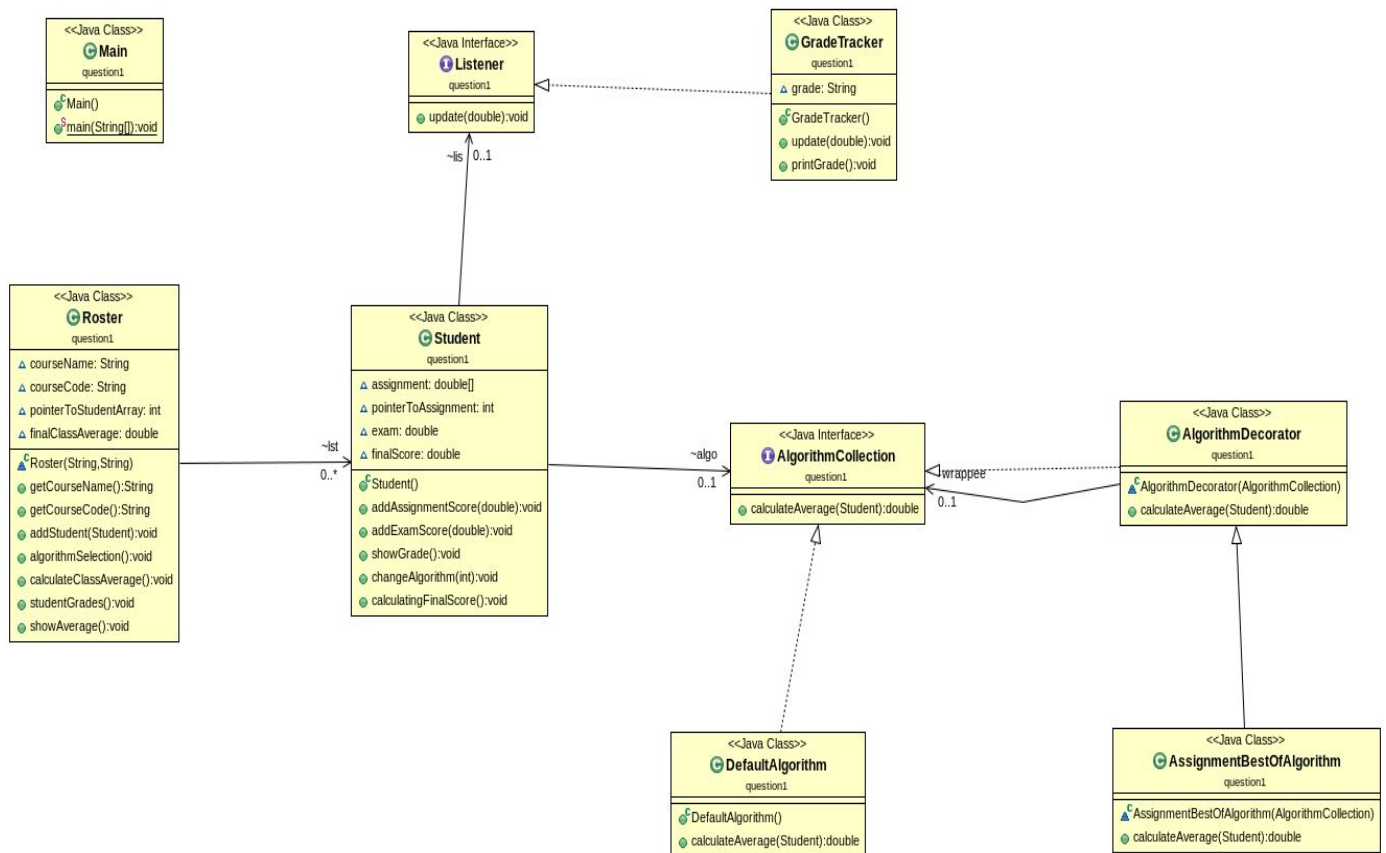 <<Java Class>>
Main
question1
Main()
main(String[]):void
<<Java Interface>>
Listener
question1
update(double):void
<<Java Class>>
GradeTracker
question1
grade: String
GradeTracker()
update(double):void
printGrade():void
~lis 0..1
<<Java Class>>
Roster
question1
courseName: String
courseCode: String
pointerToStudentArray: int
finalClassAverage: double
Roster(String,String)
getCourseName():String
getCourseCode():String
addStudent(Student):void
algorithmSelection():void
calculateClassAverage():void
studentGrades():void
showAverage():void
~lst
0..*
<<Java Class>>
Student
question1
assignment: double[]
pointerToAssignment: int
exam: double
finalScore: double
Student()
addAssignmentScore(double):void
addExamScore(double):void
showGrade():void
changeAlgorithm(int):void
calculatingFinalScore():void
~algo
0..1
<<Java Interface>>
AlgorithmCollection
question1
calculateAverage(Student):double
-wrappee
0..1
<<Java Class>>
AlgorithmDecorator
question1
AlgorithmDecorator(AlgorithmCollection)
calculateAverage(Student):double
<<Java Class>>
DefaultAlgorithm
question1
DefaultAlgorithm()
calculateAverage(Student):double
<<Java Class>>
AssignmentBestOfAlgorithm
question1
AssignmentBestOfAlgorithm(AlgorithmCollection)
calculateAverage(Student):double